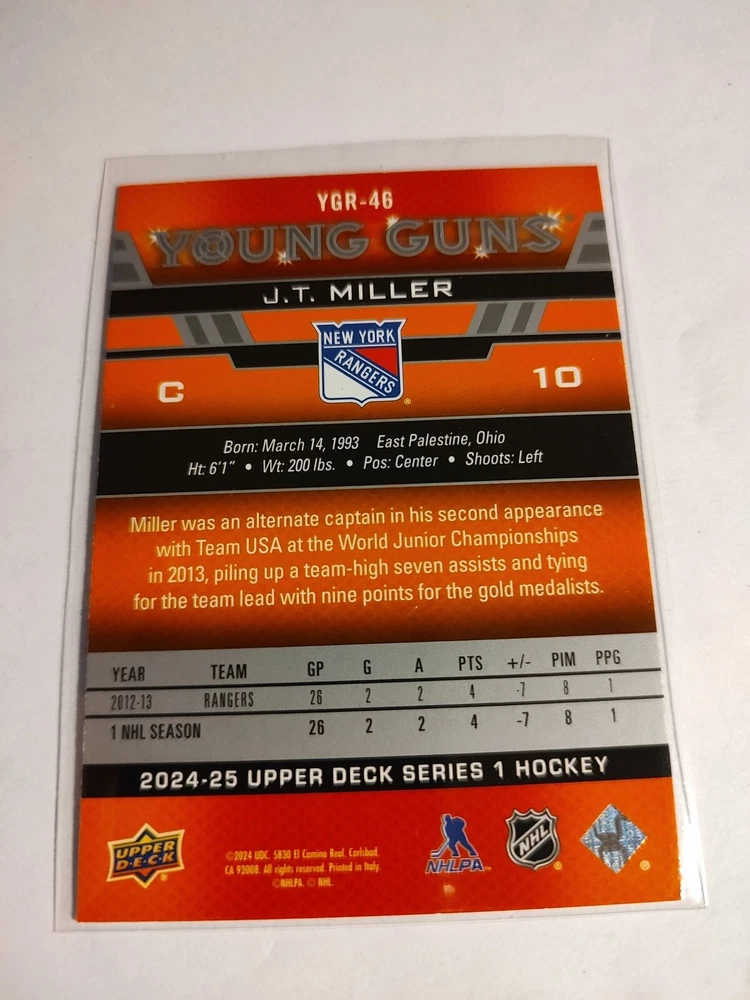 YGR-46
YOUNG GUNS®
J.T. MILLER
NEW YORK
RANGERS
®
C 10
Born: March 14, 1993 East Palestine, Ohio
Ht: 6'1" • Wt: 200 lbs. • Pos: Center • Shoots: Left
Miller was an alternate captain in his second appearance
with Team USA at the World Junior Championships
in 2013, piling up a team-high seven assists and tying
for the team lead with nine points for the gold medalists.
YEAR TEAM GP G A PTS +/- PIM PPG
2012-13 RANGERS 26 2 2 4 -7 8 1
1 NHL SEASON 26 2 2 4 -7 8 1
2024-25 UPPER DECK SERIES 1 HOCKEY
UPPER
D·E·C·K
®
©2024 UDC. 5830 El Camino Real, Carlsbad,
CA 92008. All rights reserved. Printed in Italy.
©NHLPA. © NHL.
NHLPA™
NHL
®
®